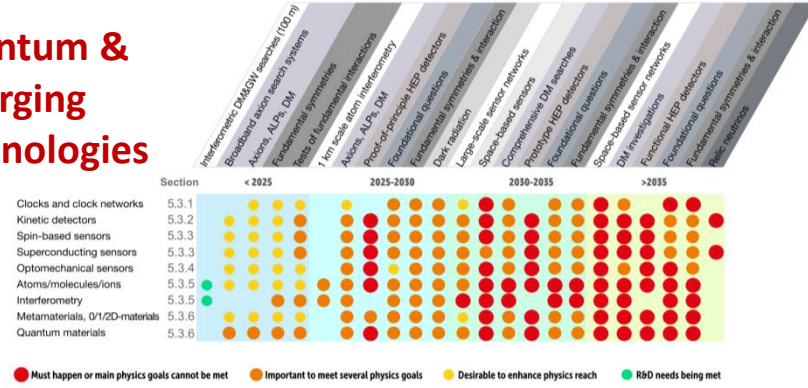 ntum &
rging
nologies
Interferometric DM&GW searches (100 m)
Broadband axion search systems
Axions, ALPs, DM
Fundamental symmetries
Tests of fundamental interactions
1 km scale atom interferometry
Axions, ALPs, DM
Proof-of-principle HEP detectors
Foundational questions
Fundamental symmetries & interaction
Dark radiation
Large-scale sensor networks
Space-based sensors
Comprehensive DM searches
Prototype HEP detectors
Foundational questions
Fundamental symmetries & interaction
Space-based sensor networks
DM investigations
Functional HEP detectors
Foundational questions
Fundamental symmetries & interaction
Relic neutrinos
Section < 2025 2025-2030 2030-2035 >2035
Clocks and clock networks 5.3.1
Kinetic detectors 5.3.2
Spin-based sensors 5.3.3
Superconducting sensors 5.3.3
Optomechanical sensors 5.3.4
Atoms/molecules/ions 5.3.5
Interferometry 5.3.5
Metamaterials, 0/1/2D-materials 5.3.6
Quantum materials 5.3.6
Must happen or main physics goals cannot be met Important to meet several physics goals Desirable to enhance physics reach R&D needs being met